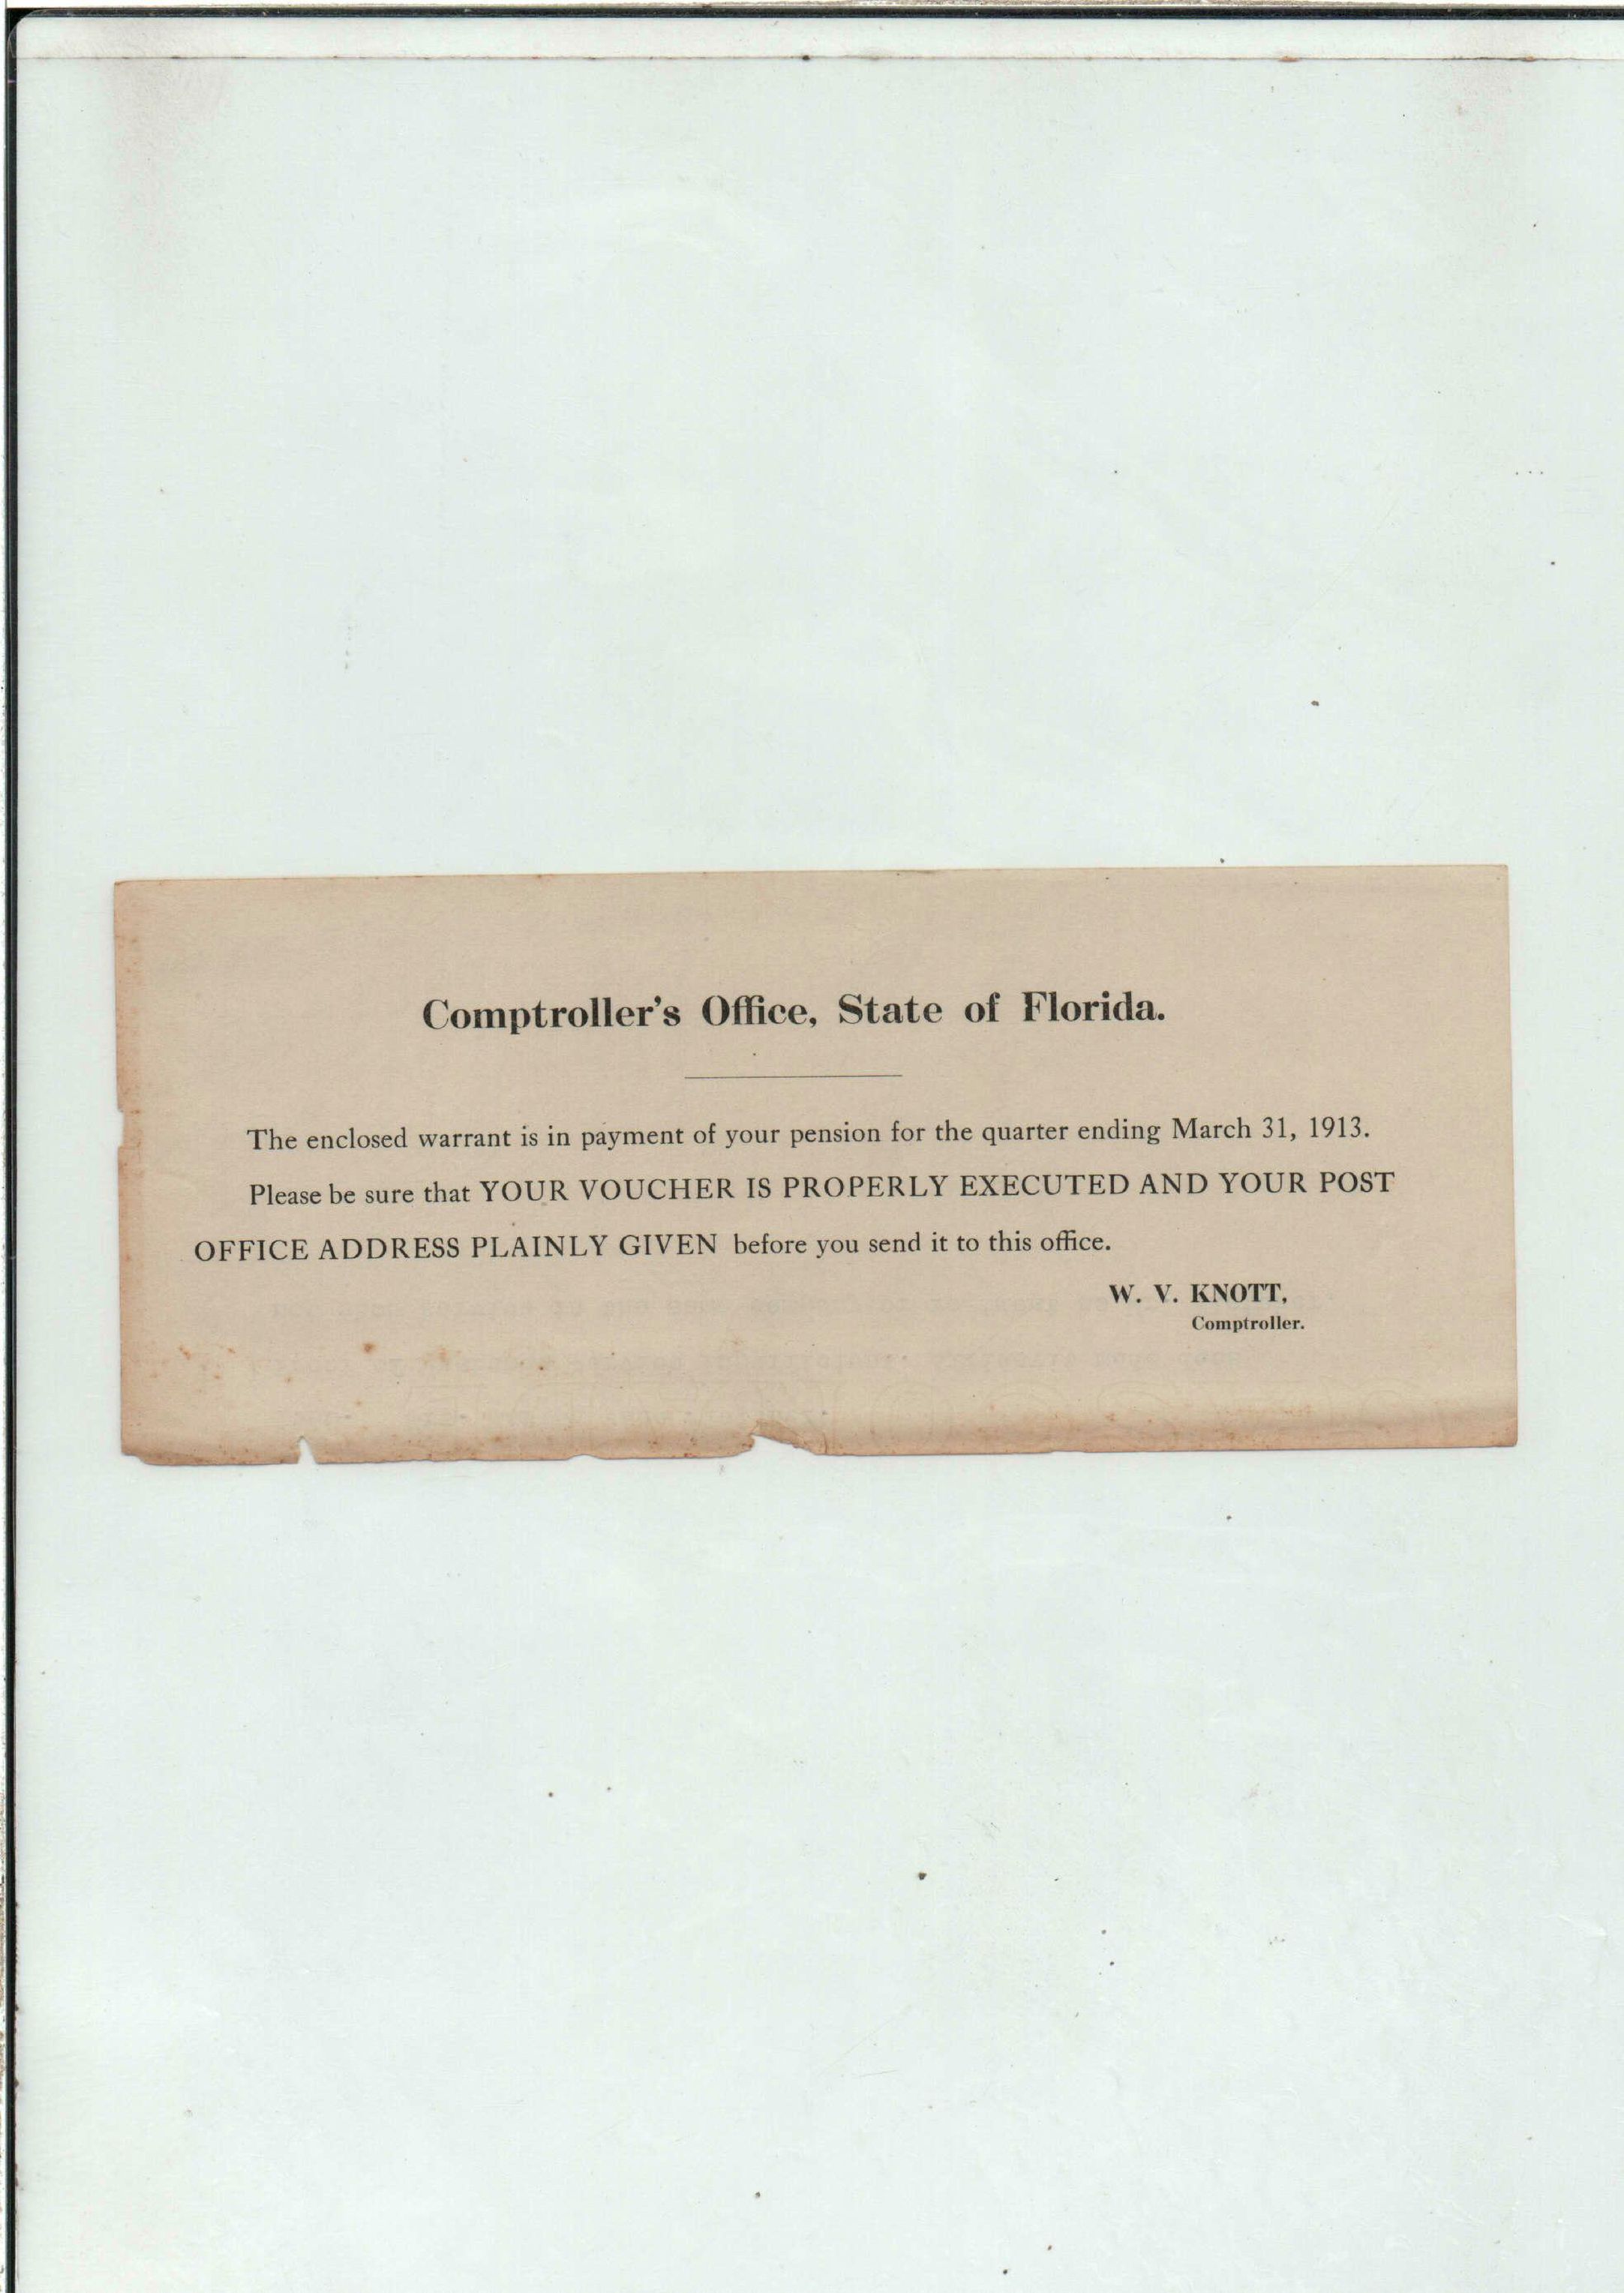 Comptroller's Office, State of Florida.
The enclosed warrant is in payment of your pension for the quarter ending March 31, 1913.
Please be sure that YOUR VOUCHER IS PROPERLY EXECUTED AND YOUR POST
OFFICE ADDRESS PLAINLY GIVEN before you send it to this office.
W. V. KNOTT,
Comptroller.